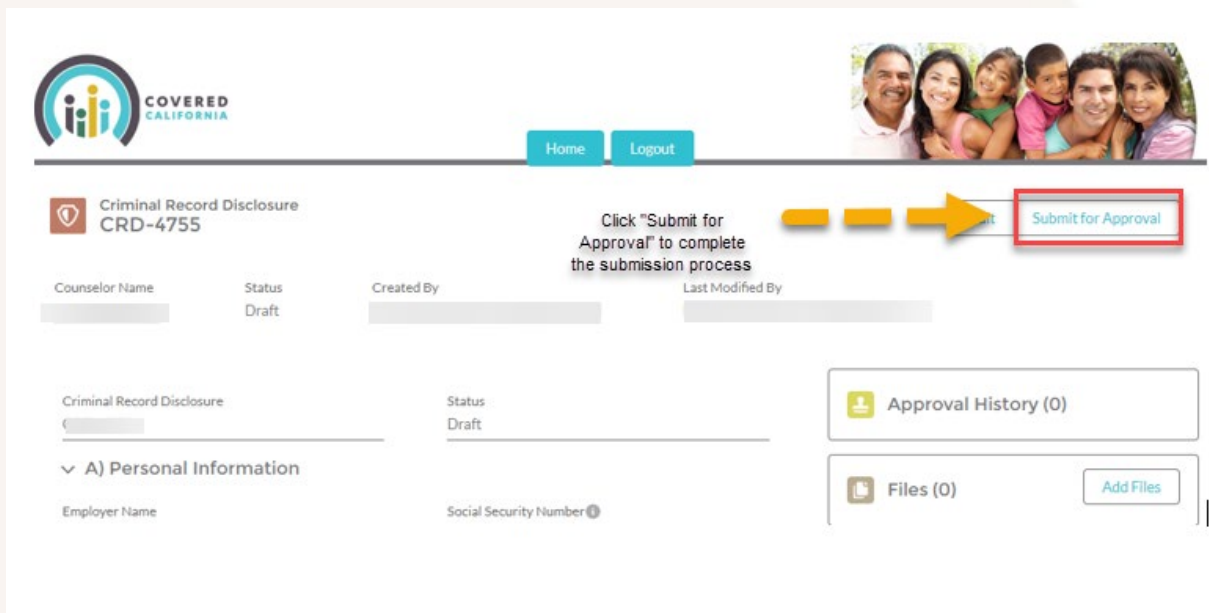 COVERED
CALIFORNIA
Home Logout
Criminal Record Disclosure
CRD-4755
Click "Submit for
Approval" to complete
the submission process
Submit for Approval
Counselor Name Status Created By Last Modified By
Draft
Criminal Record Disclosure Status
Draft
A) Personal Information
Employer Name Social Security Number
Approval History (0)
Files (0) Add Files